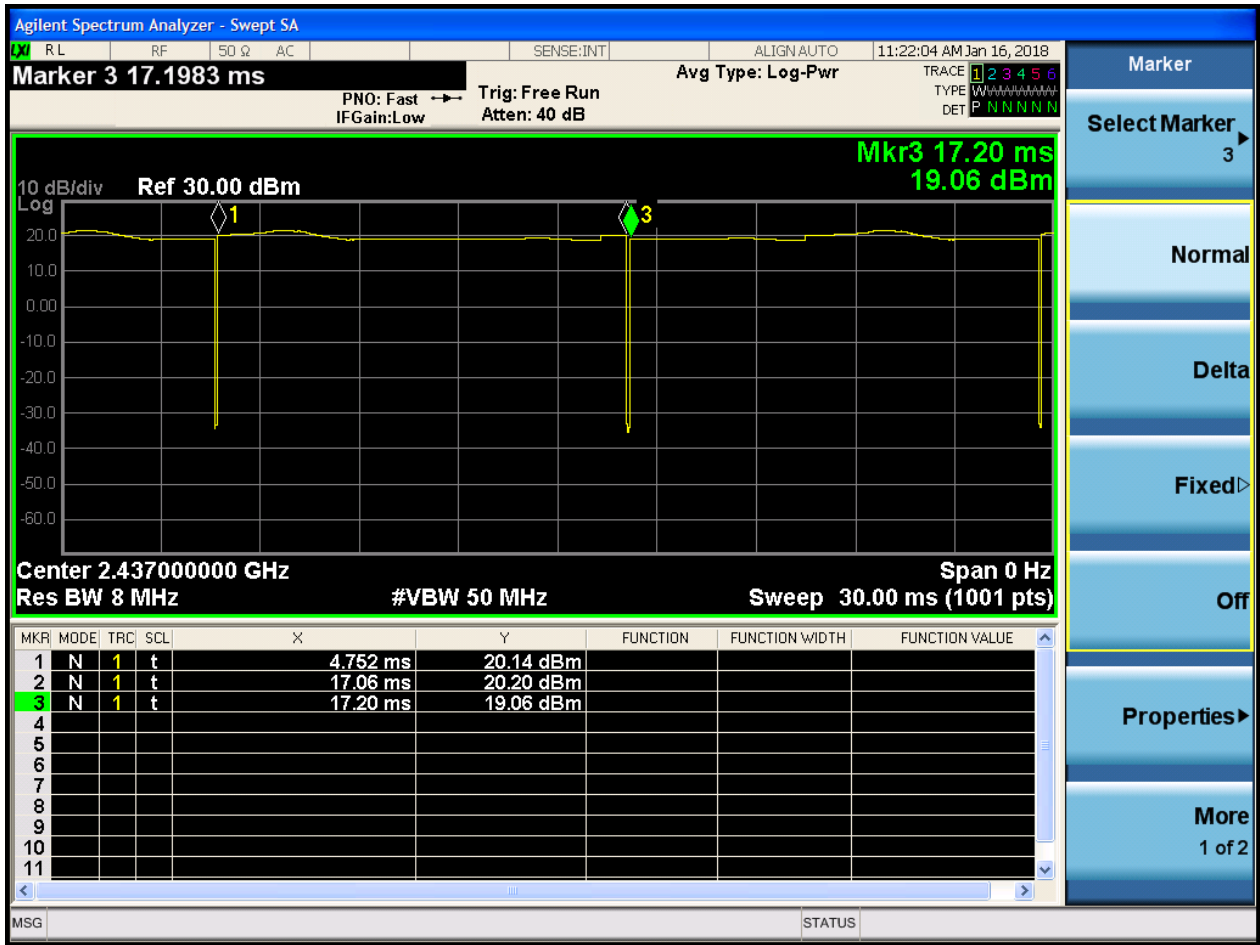 Agilent Spectrum Analyzer - Swept SA
LXI RL RF 50 Ω AC SENSE:INT ALIGN AUTO 11:22:04 AM Jan 16, 2018
Marker 3 17.1983 ms
PNO: Fast
IFGain:Low
Trig: Free Run
Atten: 40 dB
Avg Type: Log-Pwr
TRACE 1 2 3 4 5 6
TYPE WWWWWW
DET P N N N N N
Mkr3 17.20 ms
19.06 dBm
10 dB/div Ref 30.00 dBm
Log
1
3
20.0
10.0
0.00
-10.0
-20.0
-30.0
-40.0
-50.0
-60.0
Center 2.437000000 GHz Span 0 Hz
Res BW 8 MHz #VBW 50 MHz Sweep 30.00 ms (1001 pts)
MKR MODE TRC SCL X Y FUNCTION FUNCTION WIDTH FUNCTION VALUE
1 N 1 t 4.752 ms 20.14 dBm
2 N 1 t 17.06 ms 20.20 dBm
3 N 1 t 17.20 ms 19.06 dBm
4
5
6
7
8
9
10
11
MSG STATUS
Marker
Select Marker
3
Normal
Delta
Fixed
Off
Properties
More
1 of 2